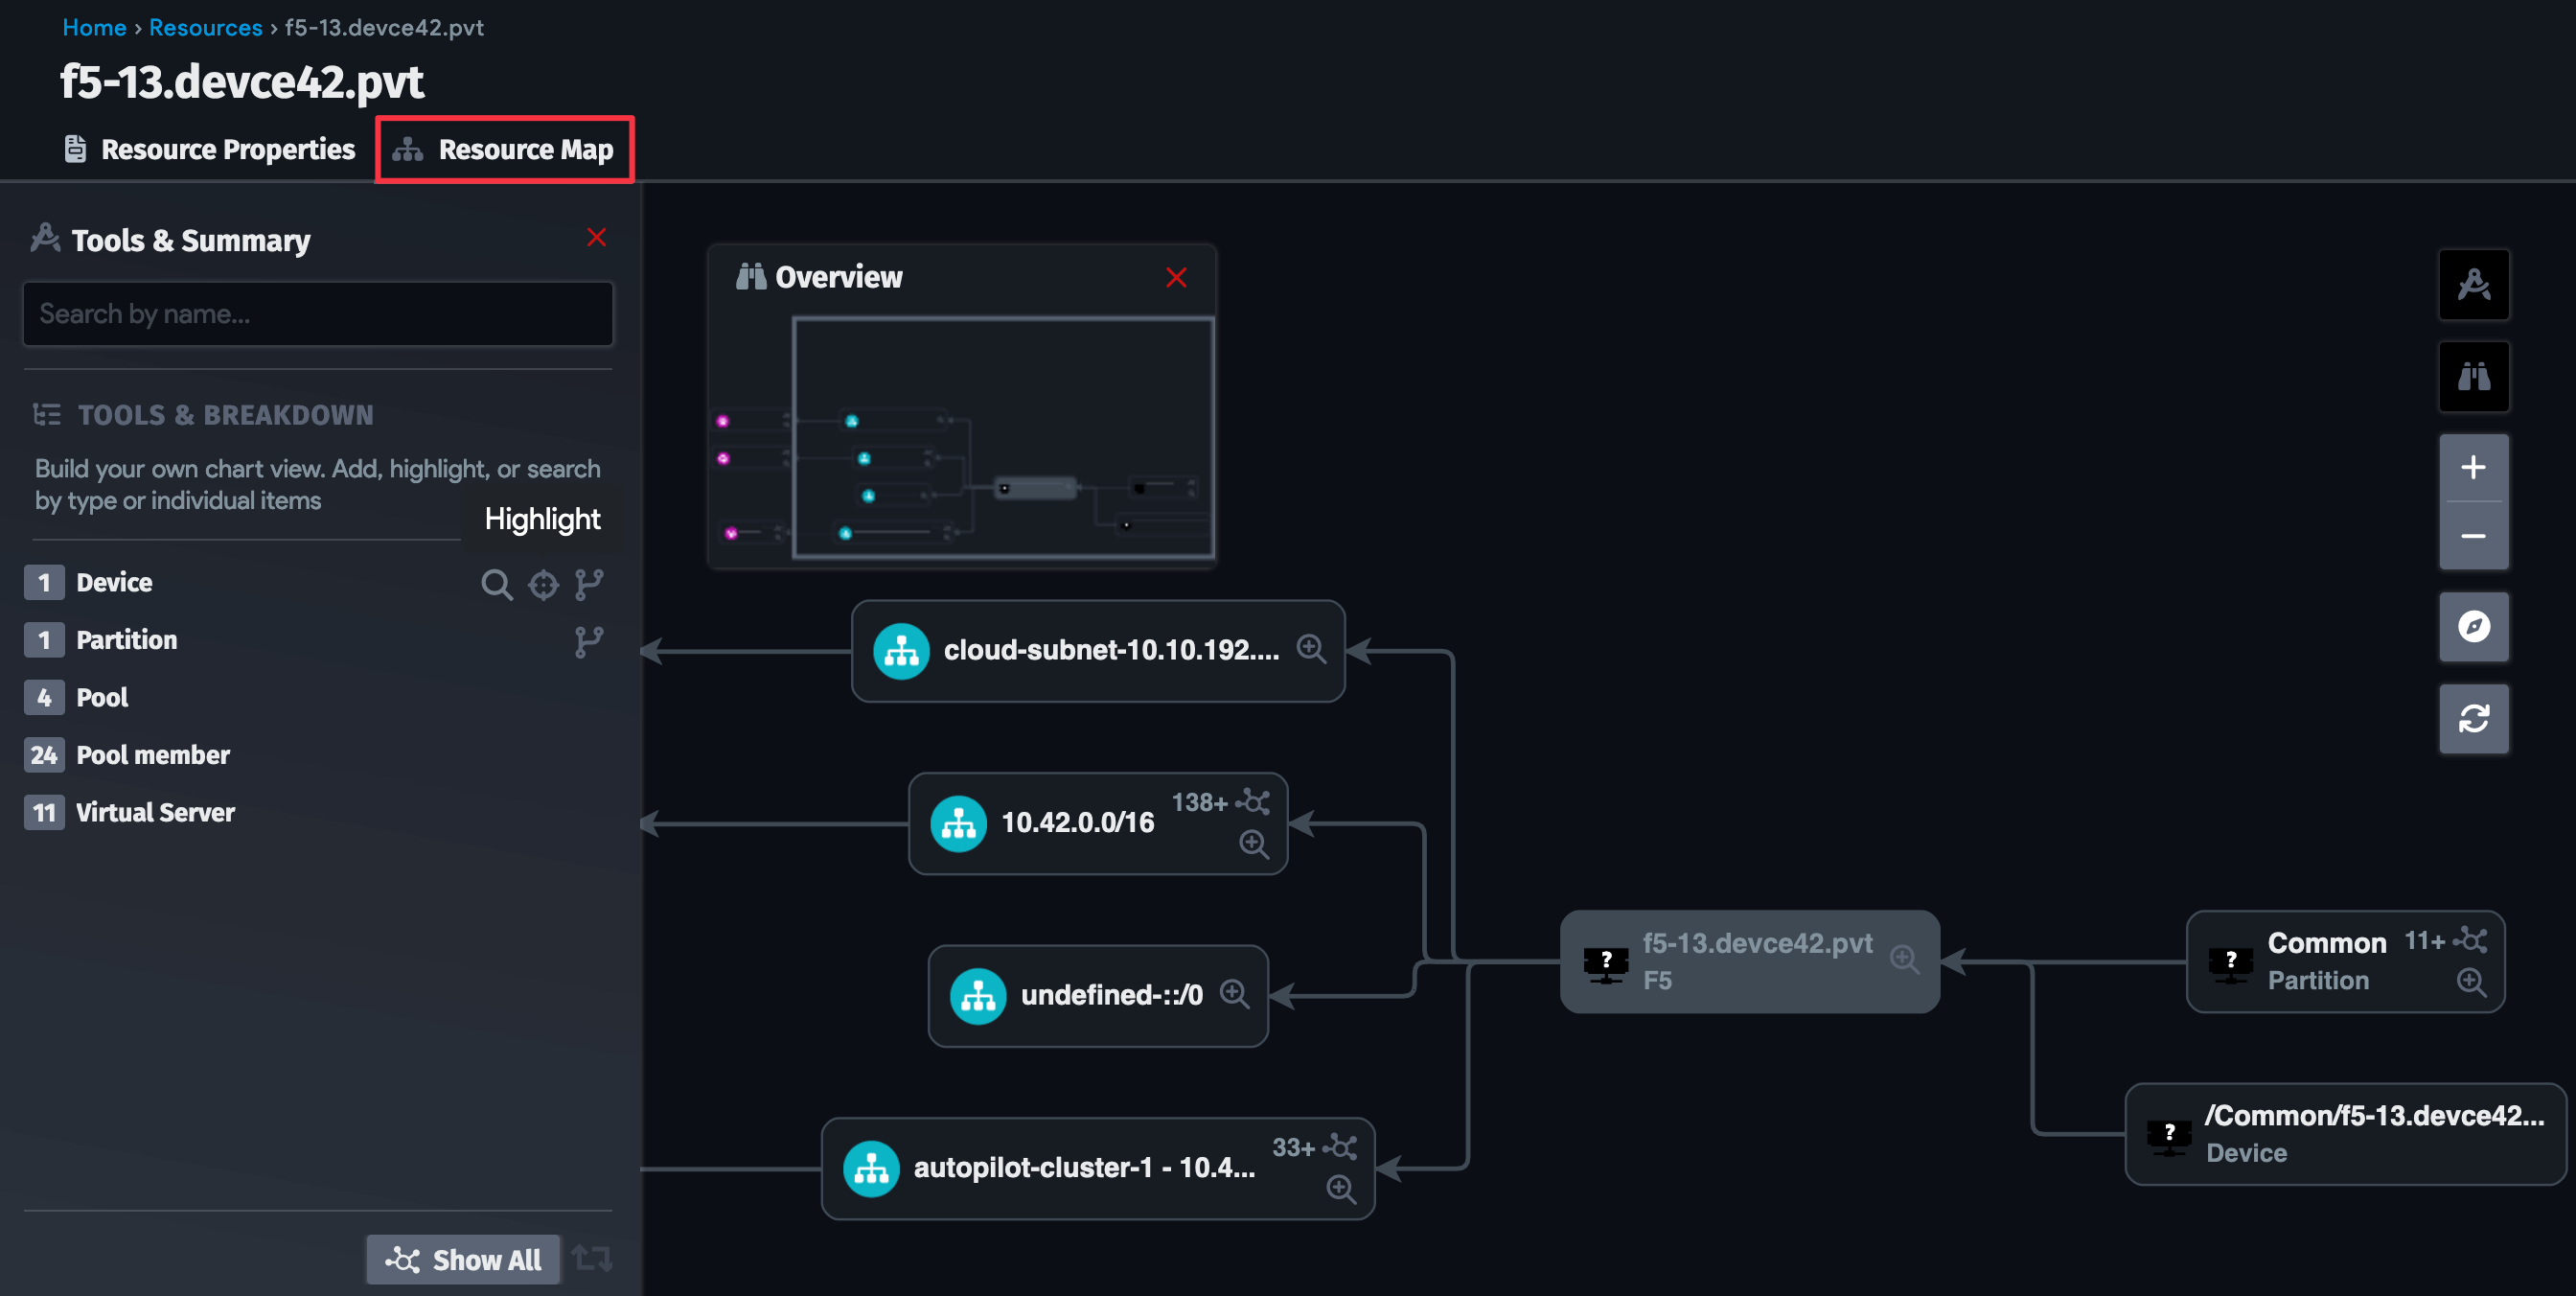 Home › Resources › f5-13.devce42.pvt
f5-13.devce42.pvt
Resource Properties
Resource Map
Tools & Summary
Search by name...
TOOLS & BREAKDOWN
Build your own chart view. Add, highlight, or search
by type or individual items
Highlight
1 Device
1 Partition
4 Pool
24 Pool member
11 Virtual Server
Show All
Overview
cloud-subnet-10.10.192....
10.42.0.0/16
138+
undefined-::/0
autopilot-cluster-1 - 10.4...
33+
? f5-13.devce42.pvt
F5
? Common
11+
Partition
? /Common/f5-13.devce42...
Device